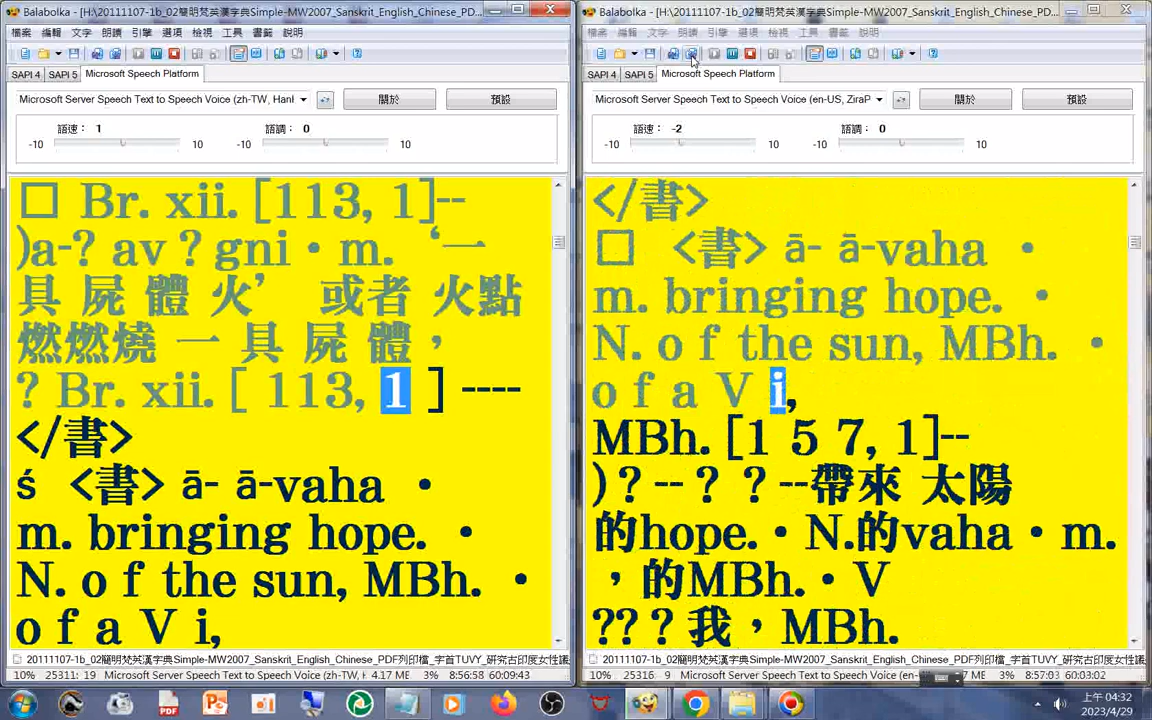 Balabolka - [H:\20111107-1b_02簡明梵英漢字典Simple-MW2007_Sanskrit_English_Chinese_PD...
檔案 編輯 文字 朗讀 引擎 選項 檢視 工具 書籤 說明
SAPI 4 SAPI 5 Microsoft Speech Platform
Microsoft Server Speech Text to Speech Voice (zh-TW, Hanl 關於 預設
語速： 1 語調： 0
-10 10 -10 10
□ Br. xii. [113, 1]--
)a-? av ? gni • m. ‘一
具 屍 體 火’ 或者 火點
燃燃燒 一 具 屍 體，
? Br. xii. [ 113, 1 ] ----
</書>
ś <書> ā- ā-vaha •
m. bringing hope. •
N. o f the sun, MBh. •
o f a V i,
20111107-1b_02簡明梵英漢字典Simple-MW2007_Sanskrit_English_Chinese_PDF列印檔_字首TUVY_研究古印度女性議
10% 25311: 19 Microsoft Server Speech Text to Speech Voice (zh-TW, H 4.17 ME 3% 8:56:58 60:09:43
Balabolka - [H:\20111107-1b_02簡明梵英漢字典Simple-MW2007_Sanskrit_English_Chinese_PD...
檔案 編輯 文字 朗讀 引擎 選項 檢視 工具 書籤 說明
SAPI 4 SAPI 5 Microsoft Speech Platform
Microsoft Server Speech Text to Speech Voice (en-US, ZiraP 關於 預設
語速： -2 語調： 0
-10 10 -10 10
</書>
□ <書> ā- ā-vaha •
m. bringing hope. •
N. o f the sun, MBh. •
o f a V i,
MBh. [1 5 7, 1]--
) ? -- ? ? --帶來 太陽
的hope. • N.的vaha • m.
，的MBh. • V
?? ? 我，MBh.
20111107-1b_02簡明梵英漢字典Simple-MW2007_Sanskrit_English_Chinese_PDF列印檔_字首TUVY_研究古印度女性議
10% 25316 9 Microsoft Server Speech Text to Speech Voice (en-
4.17 ME 3% 8:57:03 60:03:02
上午 04:32
2023/4/29